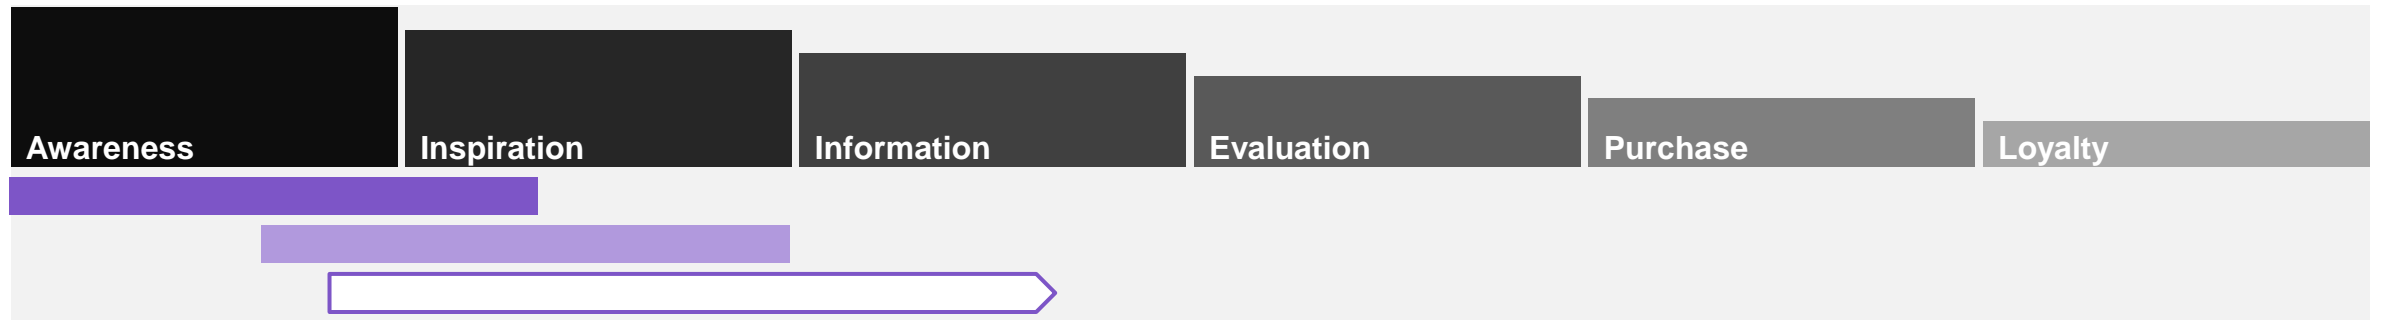 Awareness
Inspiration
Information
Evaluation
Purchase
Loyalty